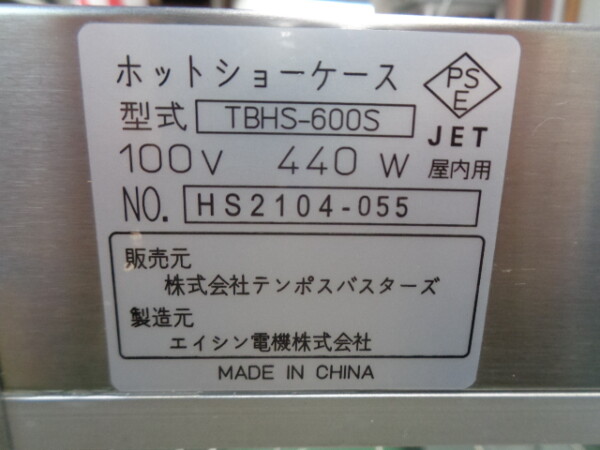 ホットショーケース
PS
E
型式 TBHS-600S
JET
100V 440W 屋内用
NO. HS2104-055
販売元
株式会社テンポスバスターズ
製造元
エイシン電機株式会社
MADE IN CHINA